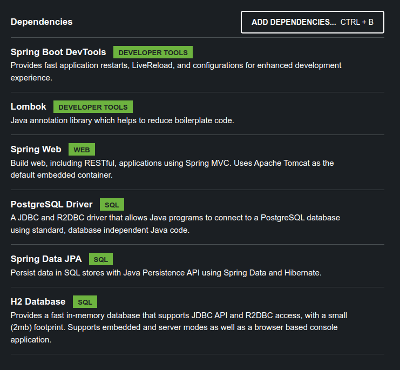 Dependencies
ADD DEPENDENCIES... CTRL + B
Spring Boot DevTools DEVELOPER TOOLS
Provides fast application restarts, LiveReload, and configurations for enhanced development
experience.
Lombok DEVELOPER TOOLS
Java annotation library which helps to reduce boilerplate code.
Spring Web WEB
Build web, including RESTful, applications using Spring MVC. Uses Apache Tomcat as the
default embedded container.
PostgreSQL Driver SQL
A JDBC and R2DBC driver that allows Java programs to connect to a PostgreSQL database
using standard, database independent Java code.
Spring Data JPA SQL
Persist data in SQL stores with Java Persistence API using Spring Data and Hibernate.
H2 Database SQL
Provides a fast in-memory database that supports JDBC API and R2DBC access, with a small
(2mb) footprint. Supports embedded and server modes as well as a browser based console
application.